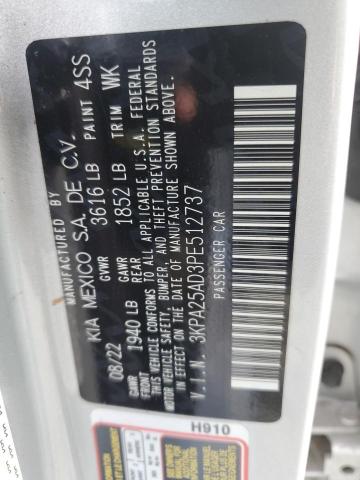 MANUFACTURED BY
KIA MEXICO S.A. DE C.V.
08/22 GVWR 3616 LB PAINT 4SS
GAWR FRONT 1940 LB GAWR REAR 1852 LB TRIM WK
THIS VEHICLE CONFORMS TO ALL APPLICABLE U.S.A. FEDERAL
MOTOR VEHICLE SAFETY, BUMPER, AND THEFT PREVENTION STANDARDS
IN EFFECT ON THE DATE OF MANUFACTURE SHOWN ABOVE.
V.I.N. 3KPA25AD3PE512737
PASSENGER CAR
H910